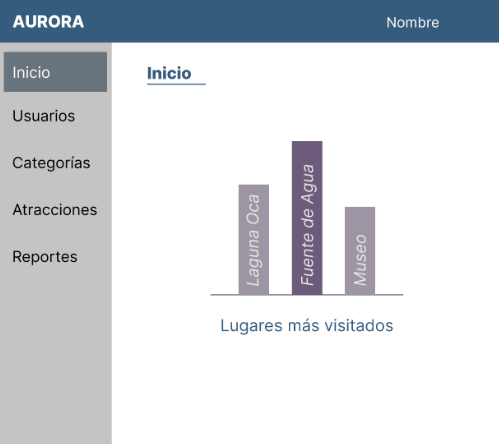 AURORA
Nombre
Inicio
Usuarios
Categorías
Atracciones
Reportes
Inicio
Laguna Oca
Fuente de Agua
Museo
Lugares más visitados